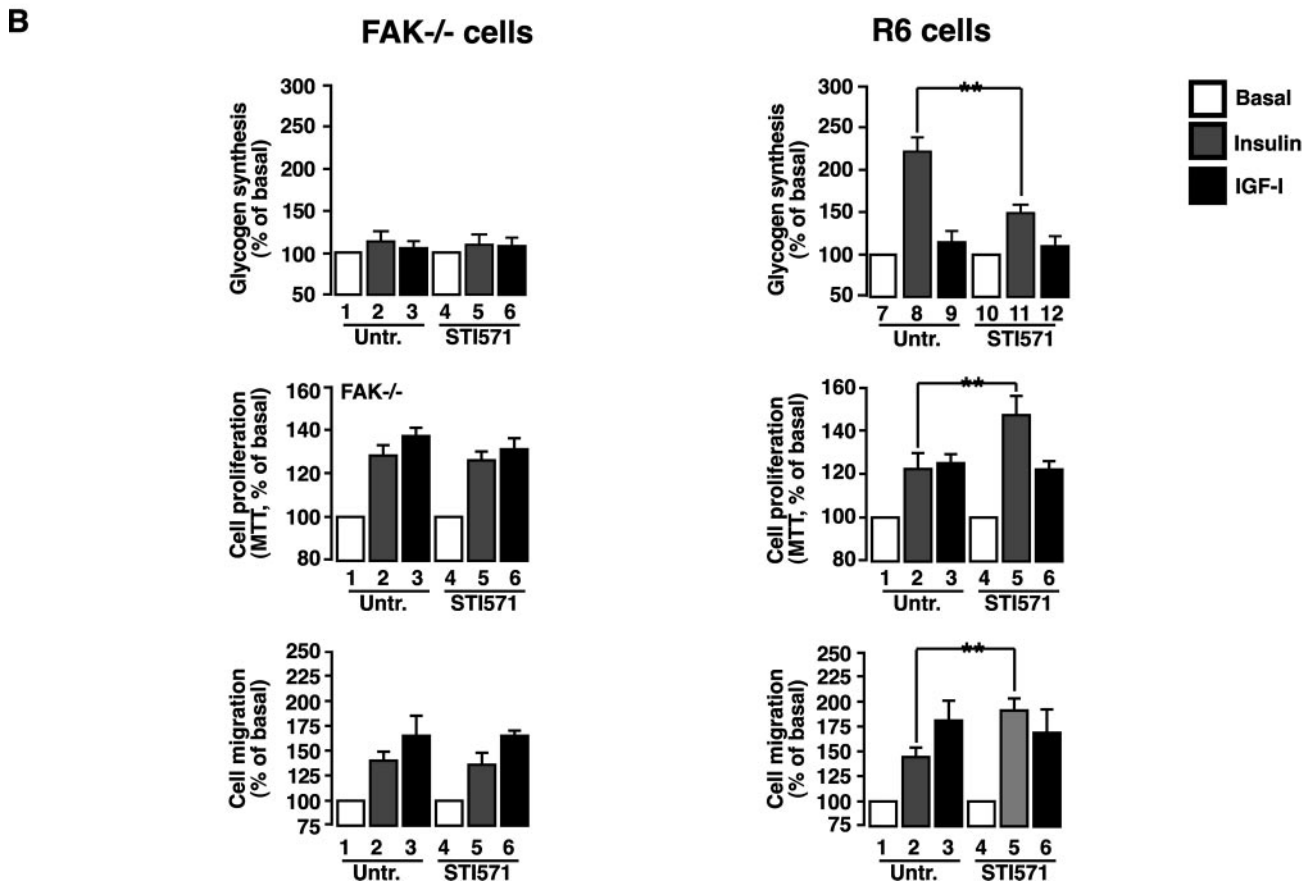 B
FAK-/- cells
R6 cells
Basal
Insulin
IGF-I
Glycogen synthesis
(% of basal)
300
250
200
150
100
50
1 2 3 4 5 6
Untr. STI571
Glycogen synthesis
(% of basal)
300
250
200
150
100
50
**
7 8 9 10 11 12
Untr. STI571
Cell proliferation
(MTT, % of basal)
160
140
120
100
80
FAK-/-
1 2 3 4 5 6
Untr. STI571
Cell proliferation
(MTT, % of basal)
160
140
120
100
80
**
1 2 3 4 5 6
Untr. STI571
Cell migration
(% of basal)
250
225
200
175
150
125
100
75
1 2 3 4 5 6
Untr. STI571
Cell migration
(% of basal)
250
225
200
175
150
125
100
75
**
1 2 3 4 5 6
Untr. STI571